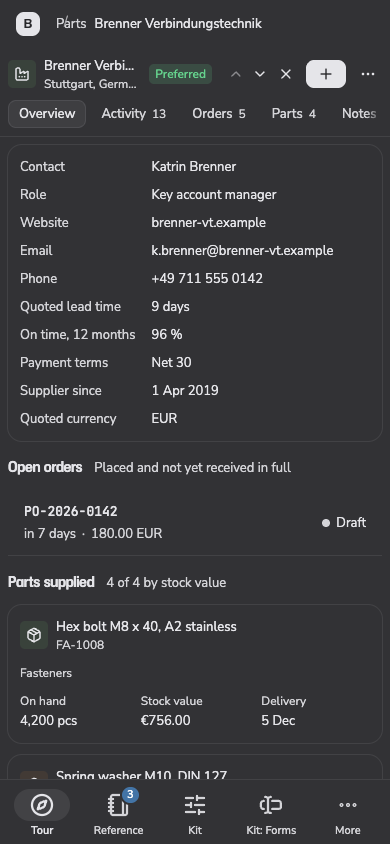 B Parts Brenner Verbindungstechnik
Brenner Verbi...
Stuttgart, Germ...
Preferred
Overview Activity 13 Orders 5 Parts 4 Notes
Contact Katrin Brenner
Role Key account manager
Website brenner-vt.example
Email k.brenner@brenner-vt.example
Phone +49 711 555 0142
Quoted lead time 9 days
On time, 12 months 96 %
Payment terms Net 30
Supplier since 1 Apr 2019
Quoted currency EUR
Open orders Placed and not yet received in full
PO-2026-0142
in 7 days · 180.00 EUR
Draft
Parts supplied 4 of 4 by stock value
Hex bolt M8 x 40, A2 stainless
FA-1008
Fasteners
On hand Stock value Delivery
4,200 pcs €756.00 5 Dec
Spring washer M10, DIN 127
3
Tour Reference Kit Kit: Forms More